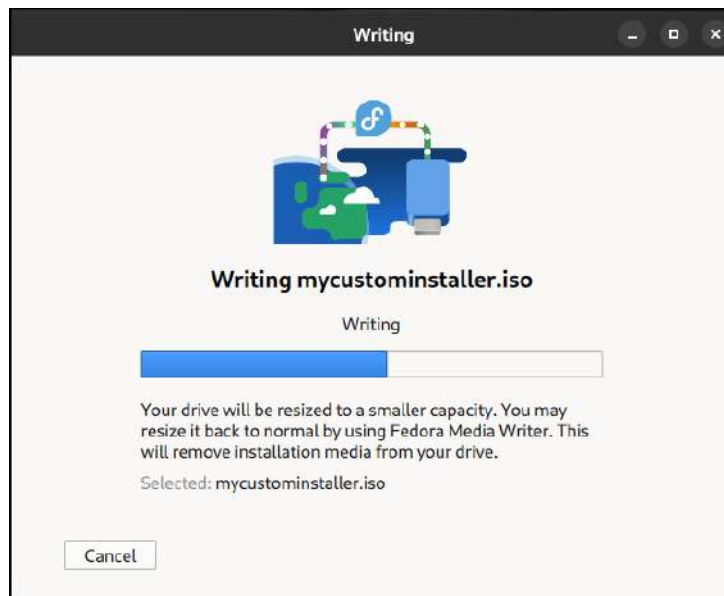 Writing
Writing mycustominstaller.iso
Writing
Your drive will be resized to a smaller capacity. You may
resize it back to normal by using Fedora Media Writer. This
will remove installation media from your drive.
Selected: mycustominstaller.iso
Cancel